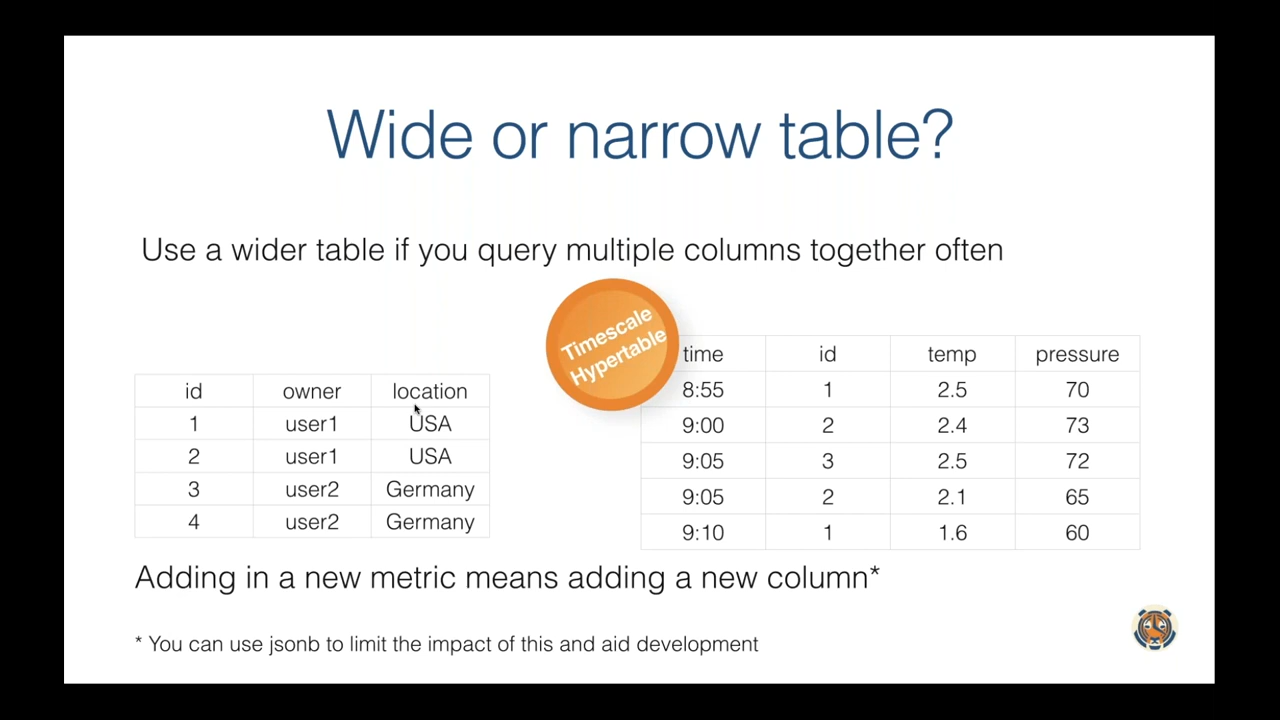 Wide or narrow table?
Use a wider table if you query multiple columns together often
Timescale
Hypertable
id owner location
1 user1 USA
2 user1 USA
3 user2 Germany
4 user2 Germany
time id temp pressure
8:55 1 2.5 70
9:00 2 2.4 73
9:05 3 2.5 72
9:05 2 2.1 65
9:10 1 1.6 60
Adding in a new metric means adding a new column*
* You can use jsonb to limit the impact of this and aid development